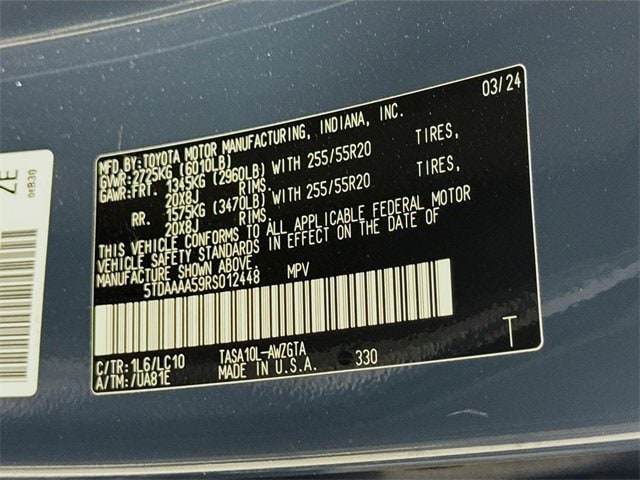 03/24
MFD.BY:TOYOTA MOTOR MANUFACTURING, INDIANA, INC.
GVWR:2725KG (6010LB)
GAWR:FRT. 1345KG (2960LB) WITH 255/55R20 TIRES,
20X8J RIMS,
RR. 1575KG (3470LB) WITH 255/55R20 TIRES,
20X8J RIMS.
THIS VEHICLE CONFORMS TO ALL APPLICABLE FEDERAL MOTOR
VEHICLE SAFETY STANDARDS IN EFFECT ON THE DATE OF
MANUFACTURE SHOWN ABOVE.
5TDAAAA59RS012448 MPV
C/TR:1L6/LC10 TASA10L-AWZGTA
A/TM:/UA81E MADE IN U.S.A. 330
T
ZE